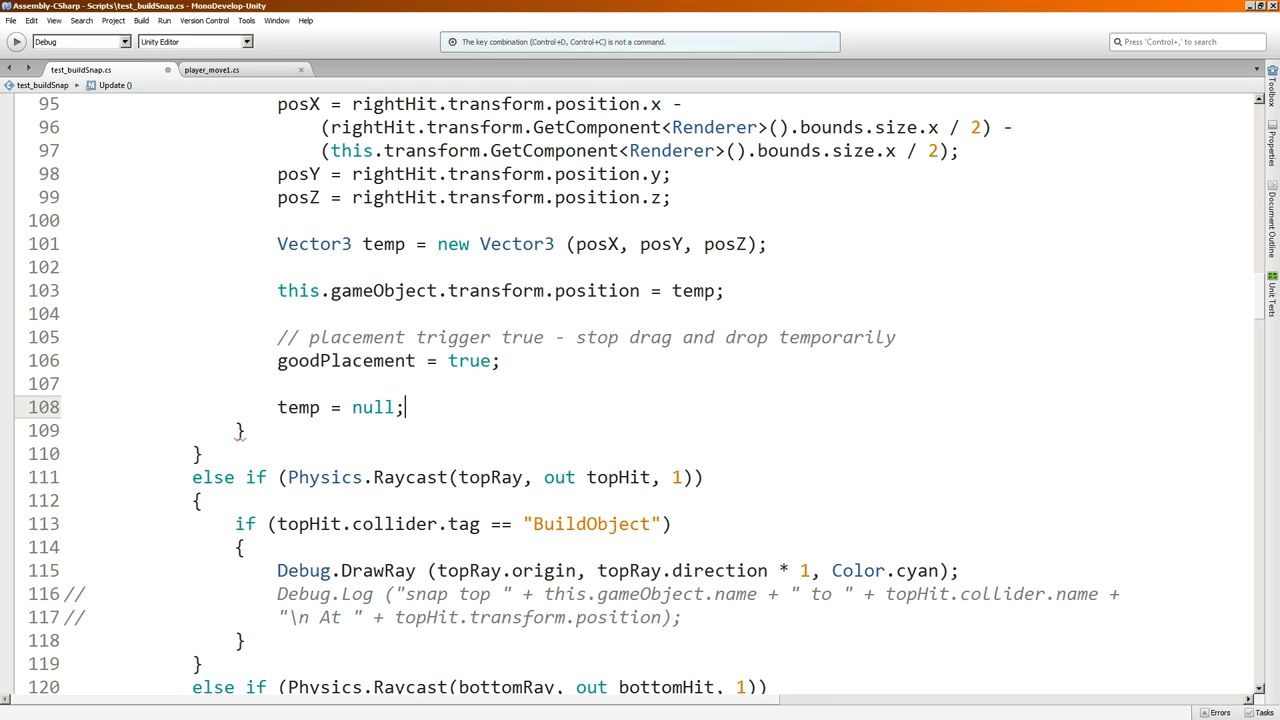 Assembly-CSharp - Scripts\test_buildSnap.cs - MonoDevelop-Unity
File Edit View Search Project Build Run Version Control Tools Window Help
Debug Unity Editor The key combination (Control+D, Control+C) is not a command. Press 'Control+,' to search
test_buildSnap.cs player_move1.cs
test_buildSnap Update ()
95 posX = rightHit.transform.position.x -
96 (rightHit.transform.GetComponent<Renderer>().bounds.size.x / 2) -
97 (this.transform.GetComponent<Renderer>().bounds.size.x / 2);
98 posY = rightHit.transform.position.y;
99 posZ = rightHit.transform.position.z;
100
101 Vector3 temp = new Vector3 (posX, posY, posZ);
102
103 this.gameObject.transform.position = temp;
104
105 // placement trigger true - stop drag and drop temporarily
106 goodPlacement = true;
107
108 temp = null;
109 }
110 }
111 else if (Physics.Raycast(topRay, out topHit, 1))
112 {
113 if (topHit.collider.tag == "BuildObject")
114 {
115 Debug.DrawRay (topRay.origin, topRay.direction * 1, Color.cyan);
116 // Debug.Log ("snap top " + this.gameObject.name + " to " + topHit.collider.name +
117 // "\n At " + topHit.transform.position);
118 }
119 }
120 else if (Physics.Raycast(bottomRay, out bottomHit, 1))
Toolbox
Properties
Document Outline
Unit Tests
Errors Tasks